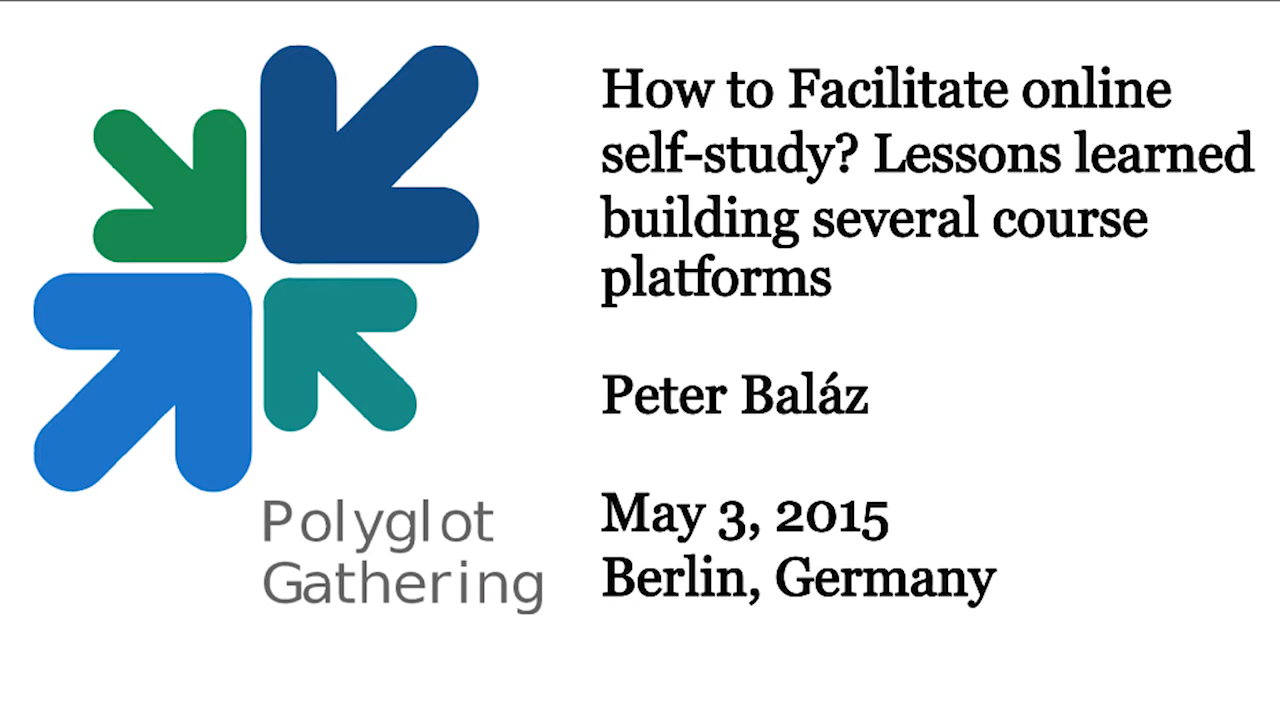 How to Facilitate online
self-study? Lessons learned
building several course
platforms
Peter Baláz
May 3, 2015
Berlin, Germany
Polyglot
Gathering